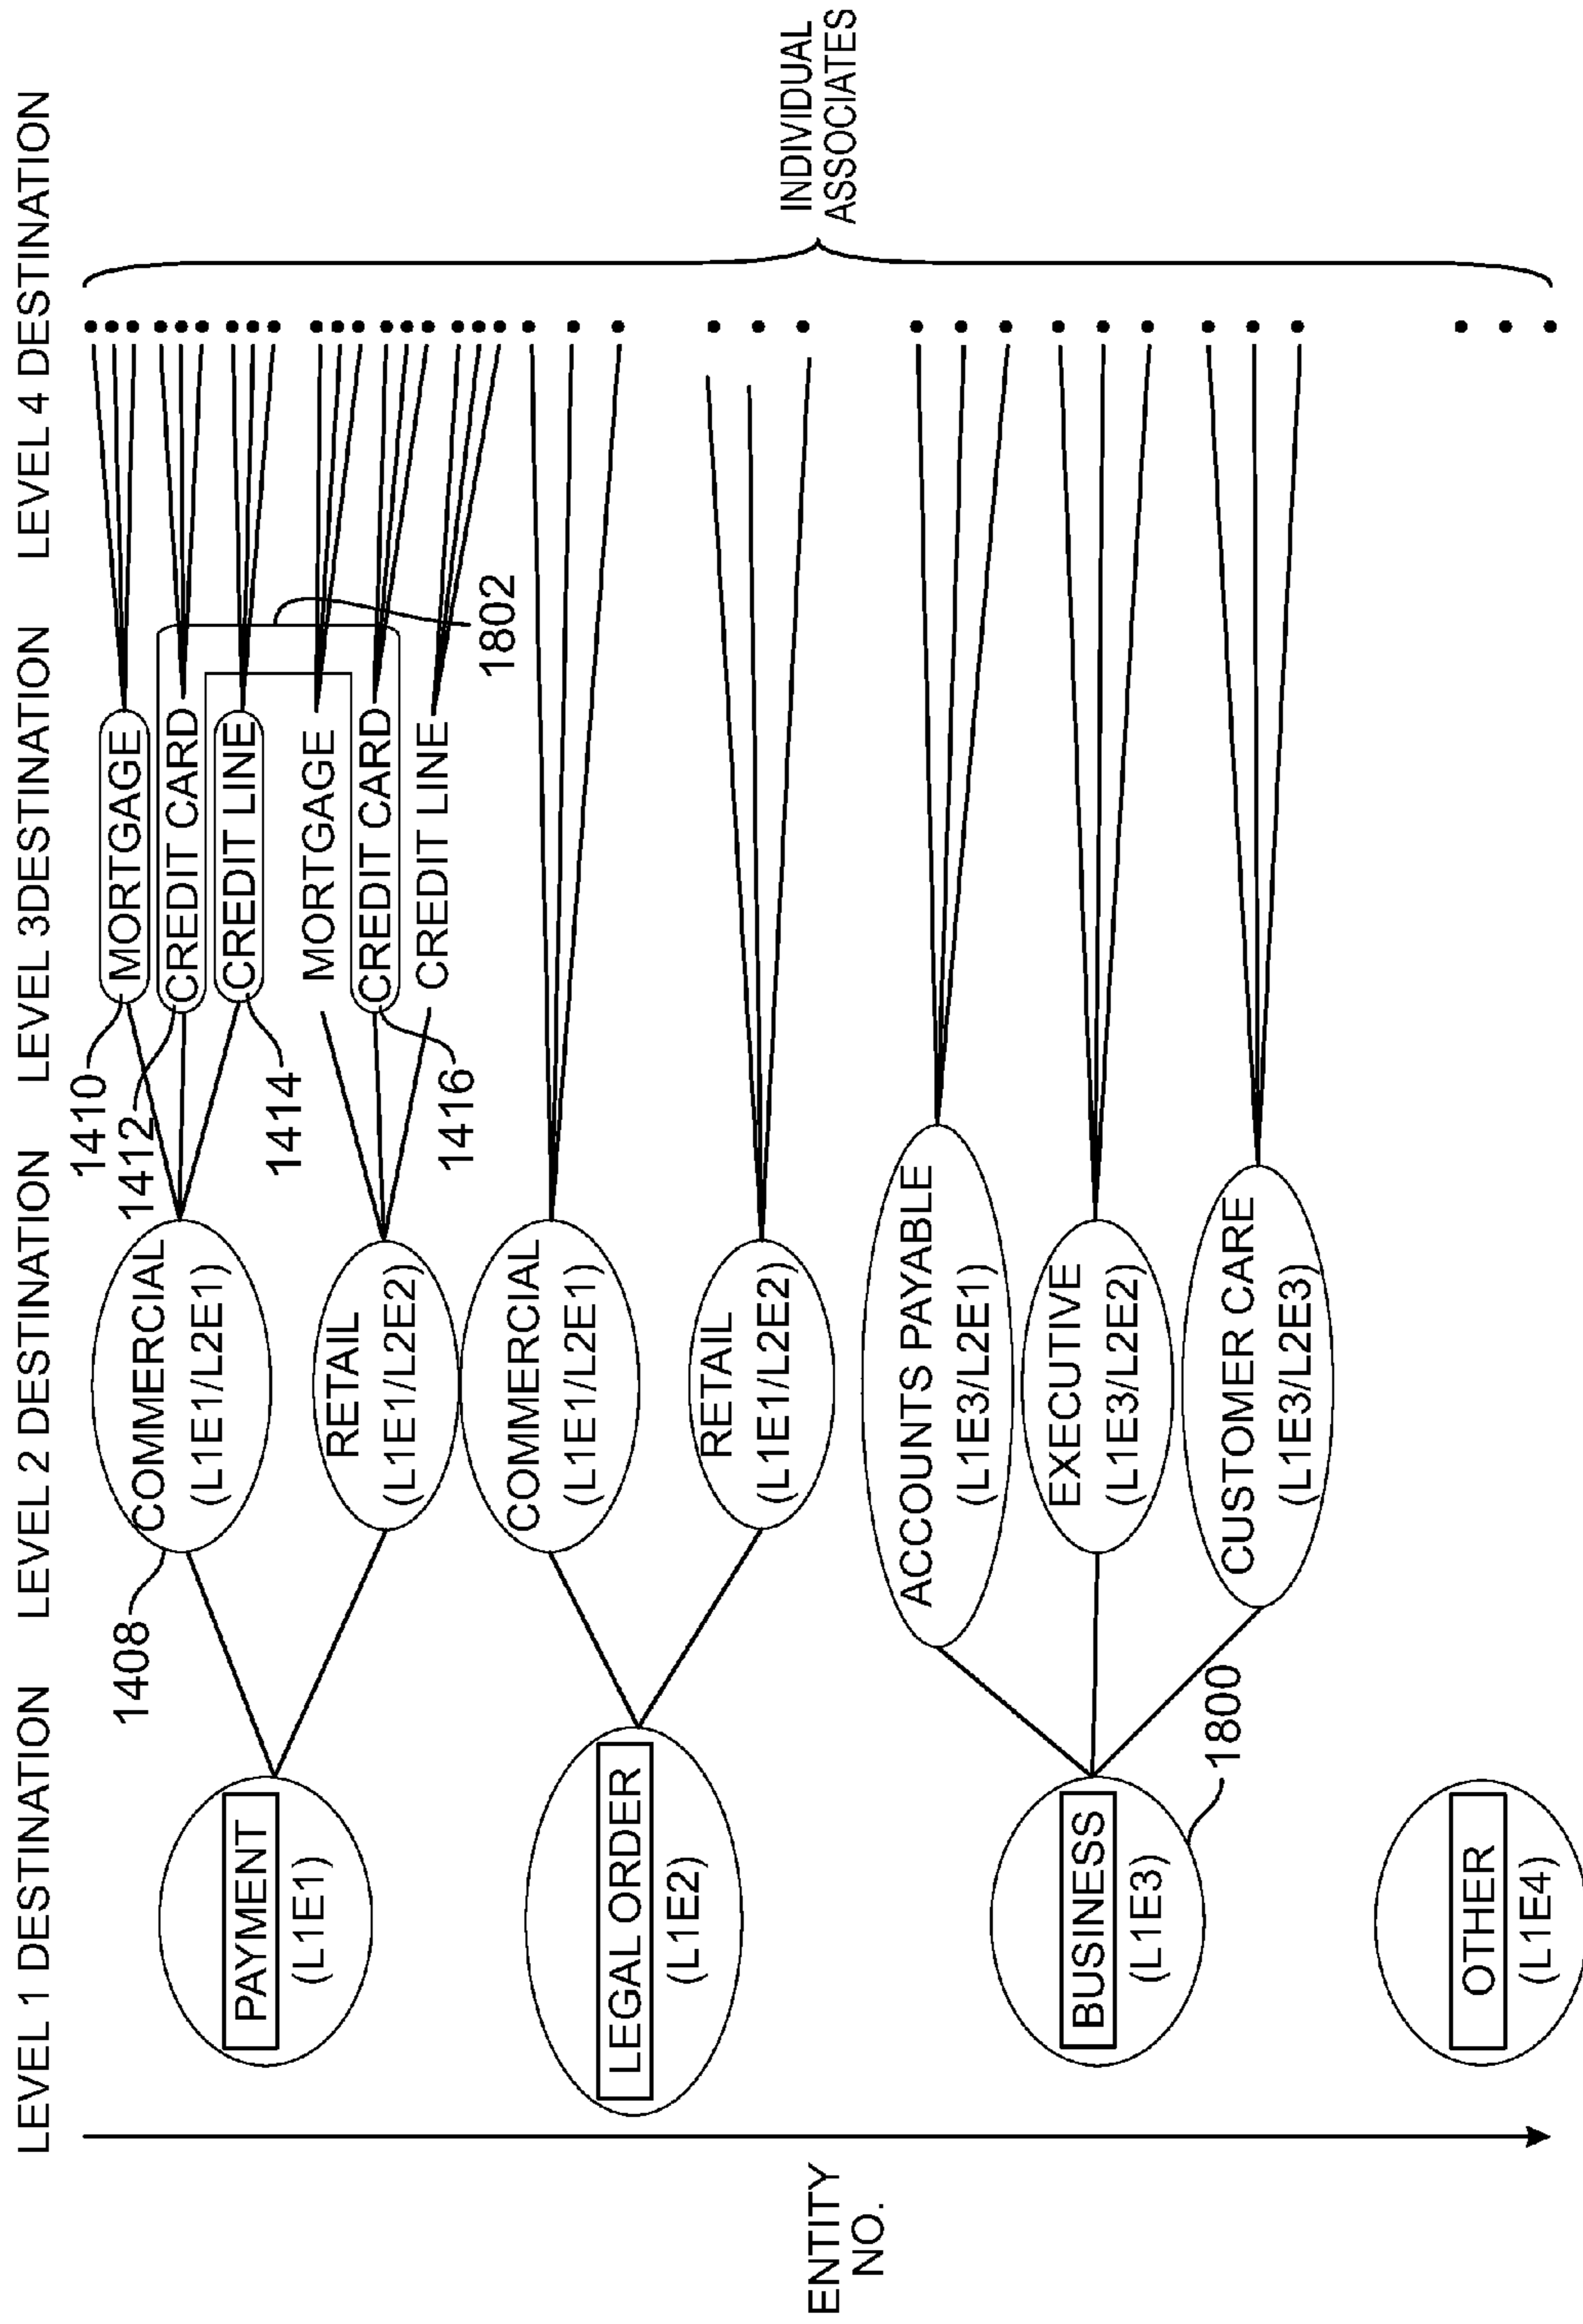 LEVEL 1 DESTINATION
LEVEL 2 DESTINATION
LEVEL 3DESTINATION
LEVEL 4 DESTINATION
ENTITY
NO.
PAYMENT
(L1E1)
LEGAL ORDER
(L1E2)
BUSINESS
(L1E3)
1800
OTHER
(L1E4)
1408
COMMERCIAL
(L1E1/L2E1)
RETAIL
(L1E1/L2E2)
COMMERCIAL
(L1E1/L2E1)
RETAIL
(L1E1/L2E2)
ACCOUNTS PAYABLE
(L1E3/L2E1)
EXECUTIVE
(L1E3/L2E2)
CUSTOMER CARE
(L1E3/L2E3)
1410
1412
1414
1416
MORTGAGE
CREDIT CARD
CREDIT LINE
MORTGAGE
CREDIT CARD
CREDIT LINE
1802
INDIVIDUAL
ASSOCIATES